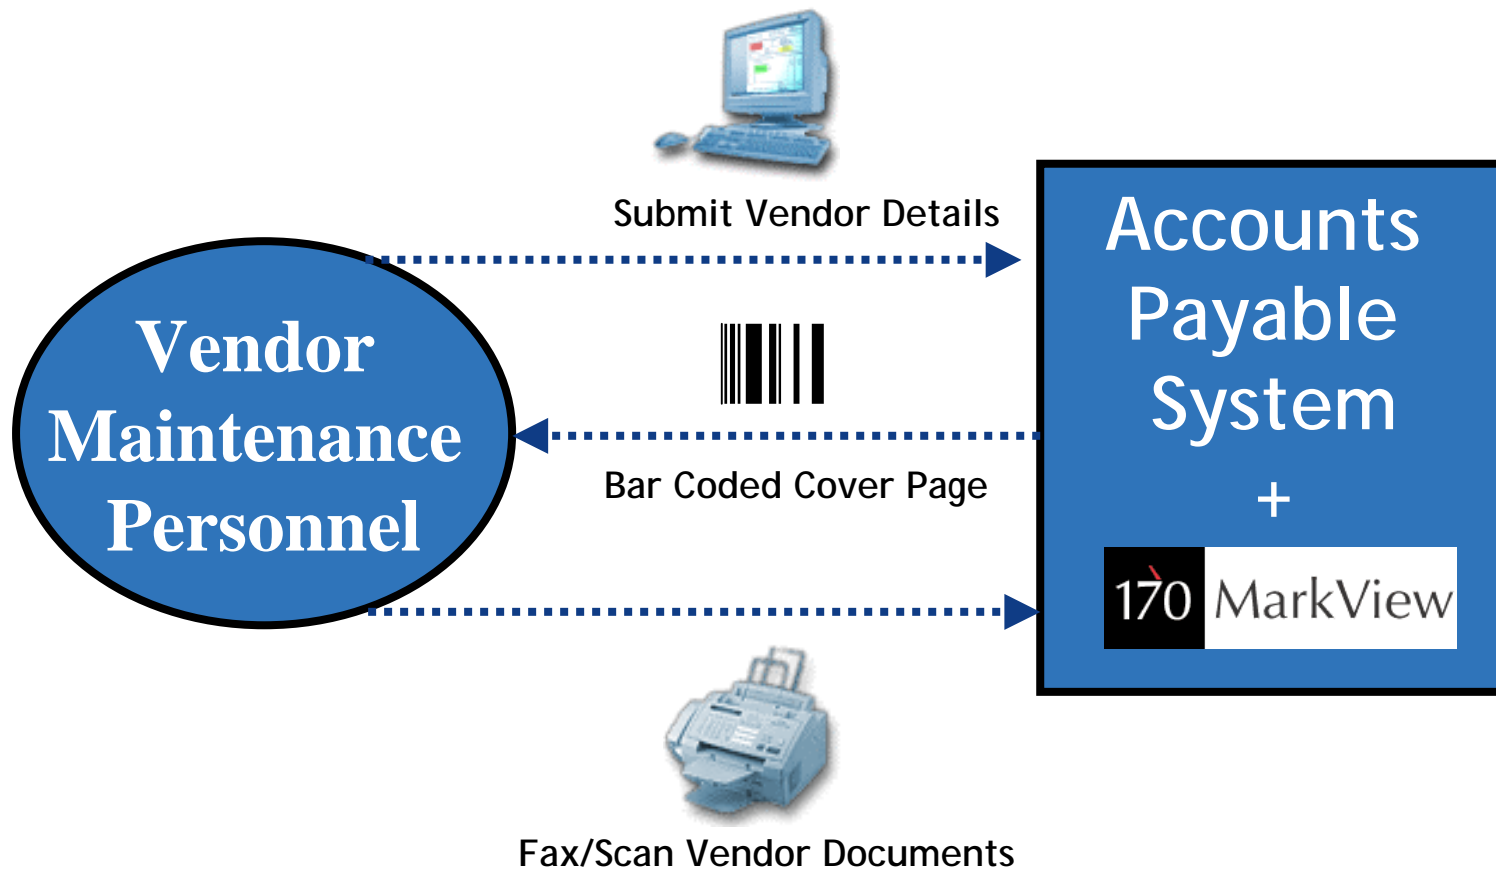 Submit Vendor Details
Accounts
Payable
System
+
170 MarkView
Vendor
Maintenance
Personnel
Bar Coded Cover Page
Fax/Scan Vendor Documents